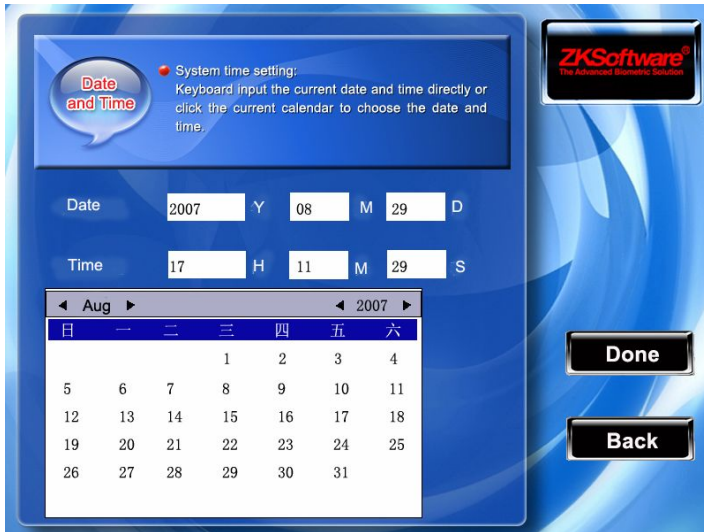 Date
and Time
System time setting:
Keyboard input the current date and time directly or
click the current calendar to choose the date and
time.
ZKSoftware®
The Advanced Biometric Solution
Date 2007 Y 08 M 29 D
Time 17 H 11 M 29 S
Aug 2007
日 一 二 三 四 五 六
1 2 3 4
5 6 7 8 9 10 11
12 13 14 15 16 17 18
19 20 21 22 23 24 25
26 27 28 29 30 31
Done
Back